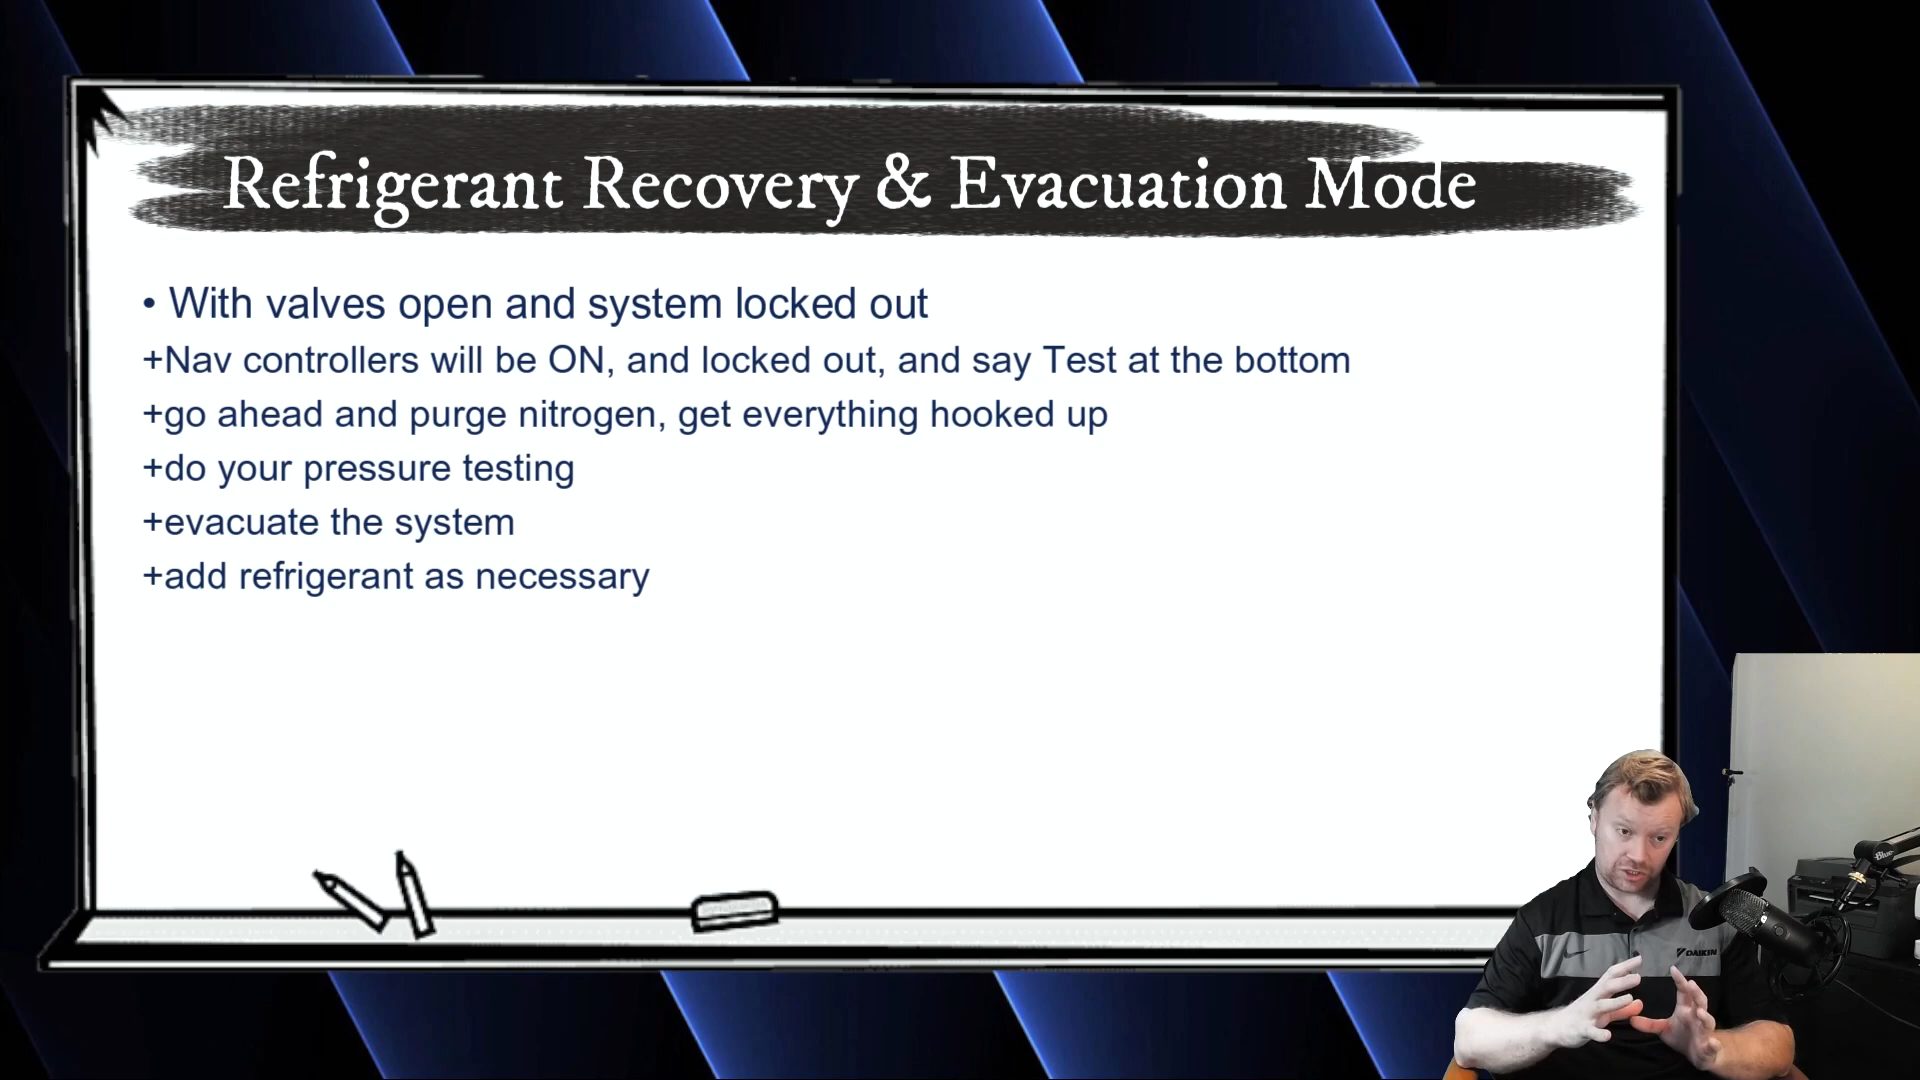 Refrigerant Recovery & Evacuation Mode
• With valves open and system locked out
+Nav controllers will be ON, and locked out, and say Test at the bottom
+go ahead and purge nitrogen, get everything hooked up
+do your pressure testing
+evacuate the system
+add refrigerant as necessary
Blue
DAIKIN